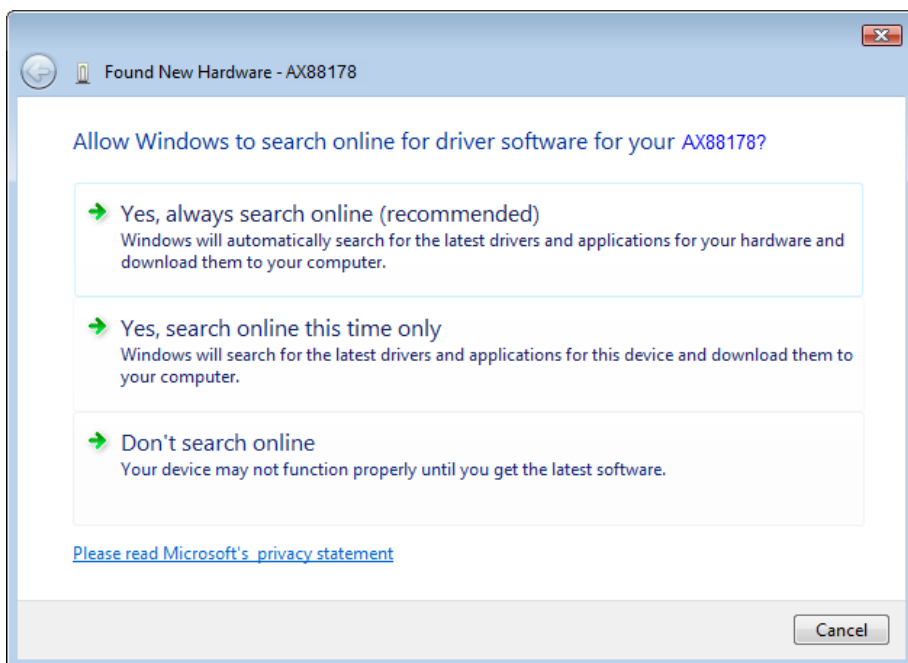 Found New Hardware - AX88178
Allow Windows to search online for driver software for your AX88178?
Yes, always search online (recommended)
Windows will automatically search for the latest drivers and applications for your hardware and
download them to your computer.
Yes, search online this time only
Windows will search for the latest drivers and applications for this device and download them to
your computer.
Don't search online
Your device may not function properly until you get the latest software.
Please read Microsoft's privacy statement
Cancel